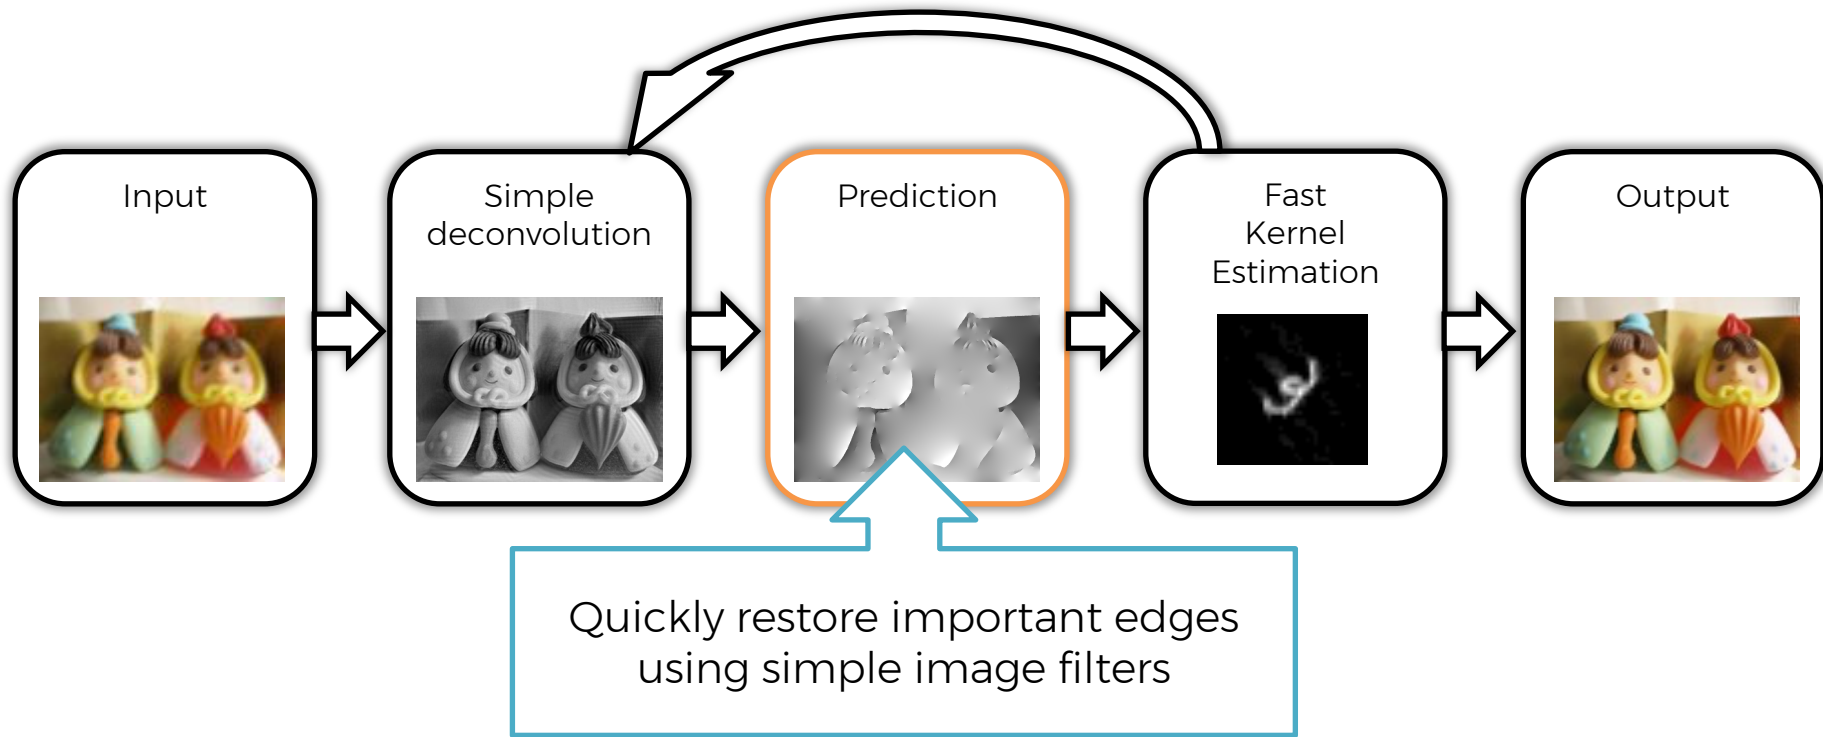 Input
Simple
deconvolution
Prediction
Fast
Kernel
Estimation
Output
Quickly restore important edges
using simple image filters